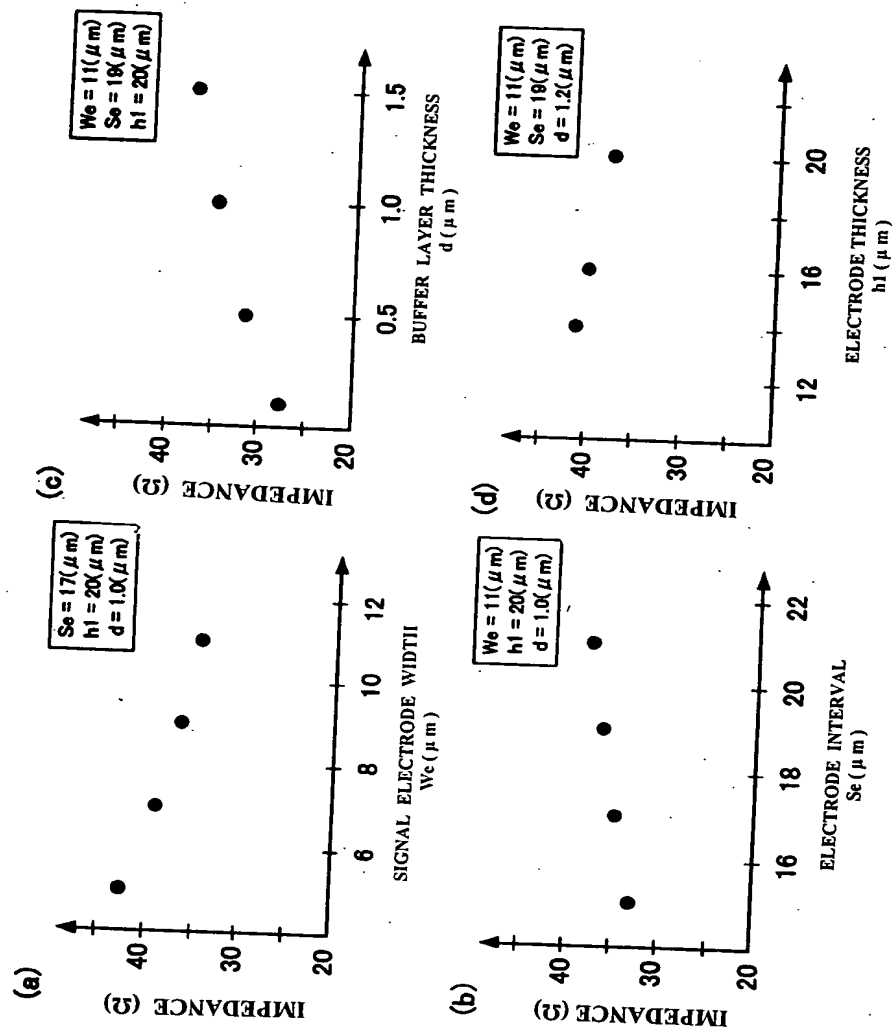 (a)
Se = 17(μm)
h1 = 20(μm)
d = 1.0(μm)
IMPEDANCE (Ω)
40
30
20
6
8
10
12
SIGNAL ELECTRODE WIDTH
We (μm)
(b)
We = 11(μm)
h1 = 20(μm)
d = 1.0(μm)
IMPEDANCE (Ω)
40
30
20
16
18
20
22
ELECTRODE INTERVAL
Se (μm)
(c)
We = 11(μm)
Se = 19(μm)
h1 = 20(μm)
IMPEDANCE (Ω)
40
30
20
0.5
1.0
1.5
BUFFER LAYER THICKNESS
d (μm)
(d)
We = 11(μm)
Se = 19(μm)
d = 1.2(μm)
IMPEDANCE (Ω)
40
30
20
12
16
20
ELECTRODE THICKNESS
h1 (μm)